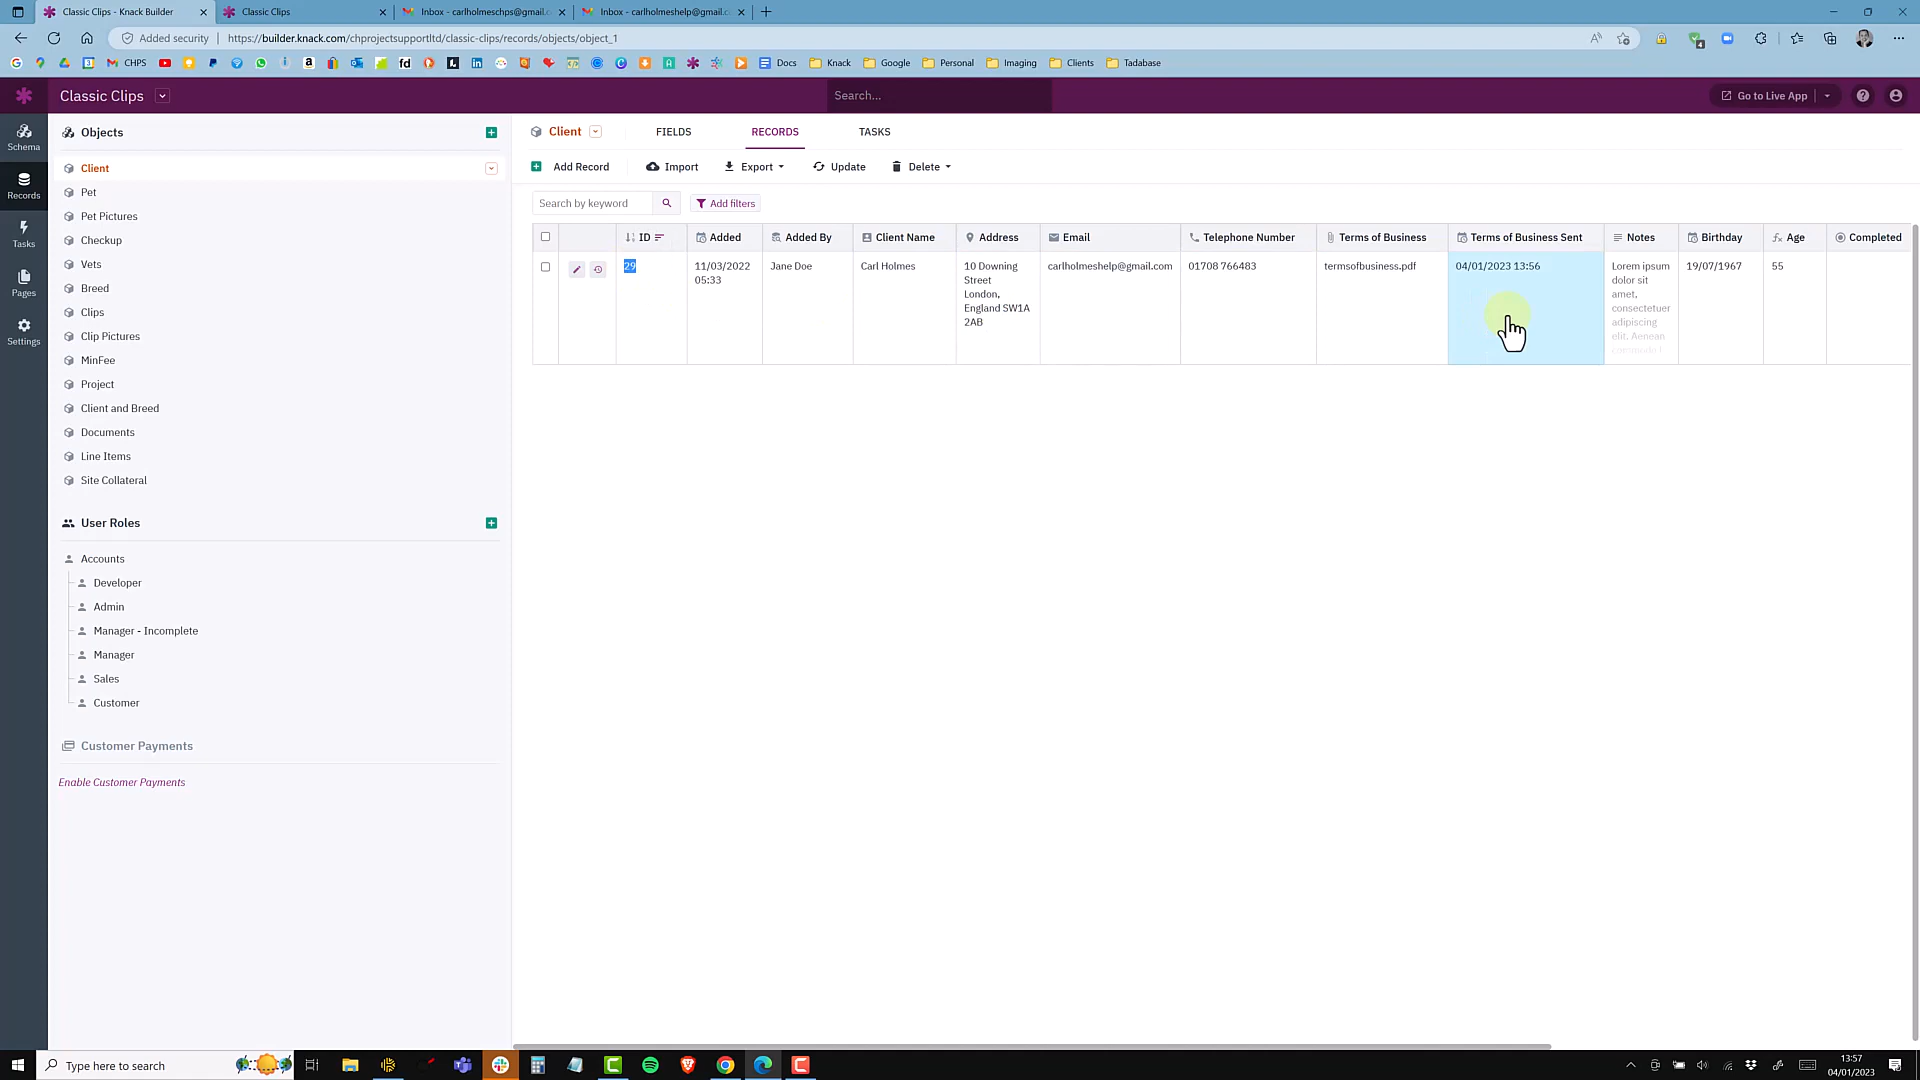 Classic Clips - Knack Builder
Classic Clips
Inbox - carlholmeschps@gmail.c
Inbox - carlholmeshelp@gmail.c
Added security
https://builder.knack.com/chprojectsupportltd/classic-clips/records/objects/object_1
CHPS
Docs
Knack
Google
Personal
Imaging
Clients
Tadabase
Classic Clips
Search...
Go to Live App
Schema
Records
Tasks
Pages
Settings
Objects
Client
Pet
Pet Pictures
Checkup
Vets
Breed
Clips
Clip Pictures
MinFee
Project
Client and Breed
Documents
Line Items
Site Collateral
User Roles
Accounts
Developer
Admin
Manager - Incomplete
Manager
Sales
Customer
Customer Payments
Enable Customer Payments
Client
FIELDS
RECORDS
TASKS
Add Record
Import
Export
Update
Delete
Search by keyword
Add filters
ID
Added
Added By
Client Name
Address
Email
Telephone Number
Terms of Business
Terms of Business Sent
Notes
Birthday
Age
Completed
29
11/03/2022
05:33
Jane Doe
Carl Holmes
10 Downing
Street
London,
England SW1A
2AB
carlholmeshelp@gmail.com
01708 766483
termsofbusiness.pdf
04/01/2023 13:56
Lorem ipsum
dolor sit
amet,
consectetuer
adipiscing
elit. Aenean
commodo l
19/07/1967
55
Type here to search
13:57
04/01/2023